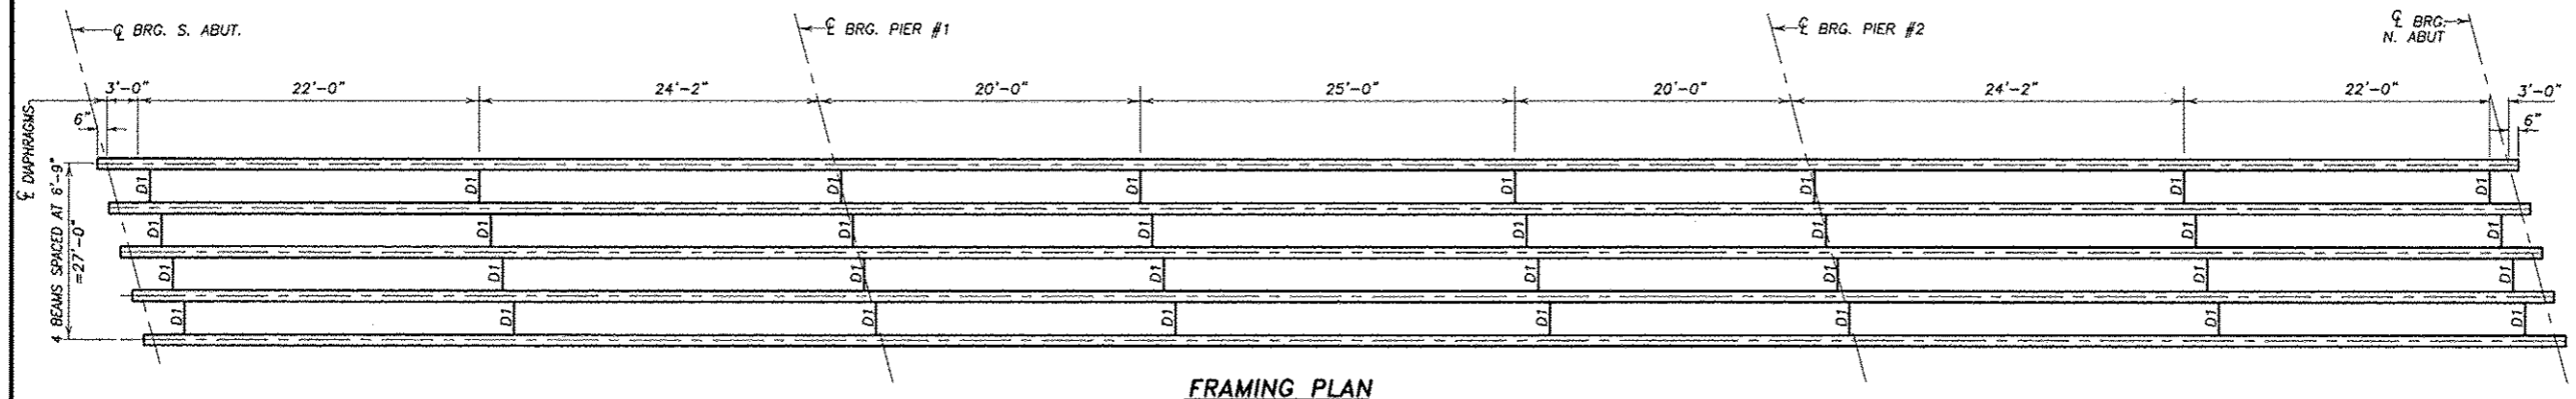 ℄ BRG. S. ABUT.
℄ BRG. PIER #1
℄ BRG. PIER #2
℄ BRG.
N. ABUT
3'-0"
22'-0"
24'-2"
20'-0"
25'-0"
20'-0"
24'-2"
22'-0"
3'-0"
℄ DIAPHRAGMS
6"
6"
4 BEAMS SPACED AT 6'-9"
=27'-0"
D1 D1 D1 D1 D1 D1 D1 D1
D1 D1 D1 D1 D1 D1 D1 D1
D1 D1 D1 D1 D1 D1 D1 D1
D1 D1 D1 D1 D1 D1 D1 D1
FRAMING PLAN